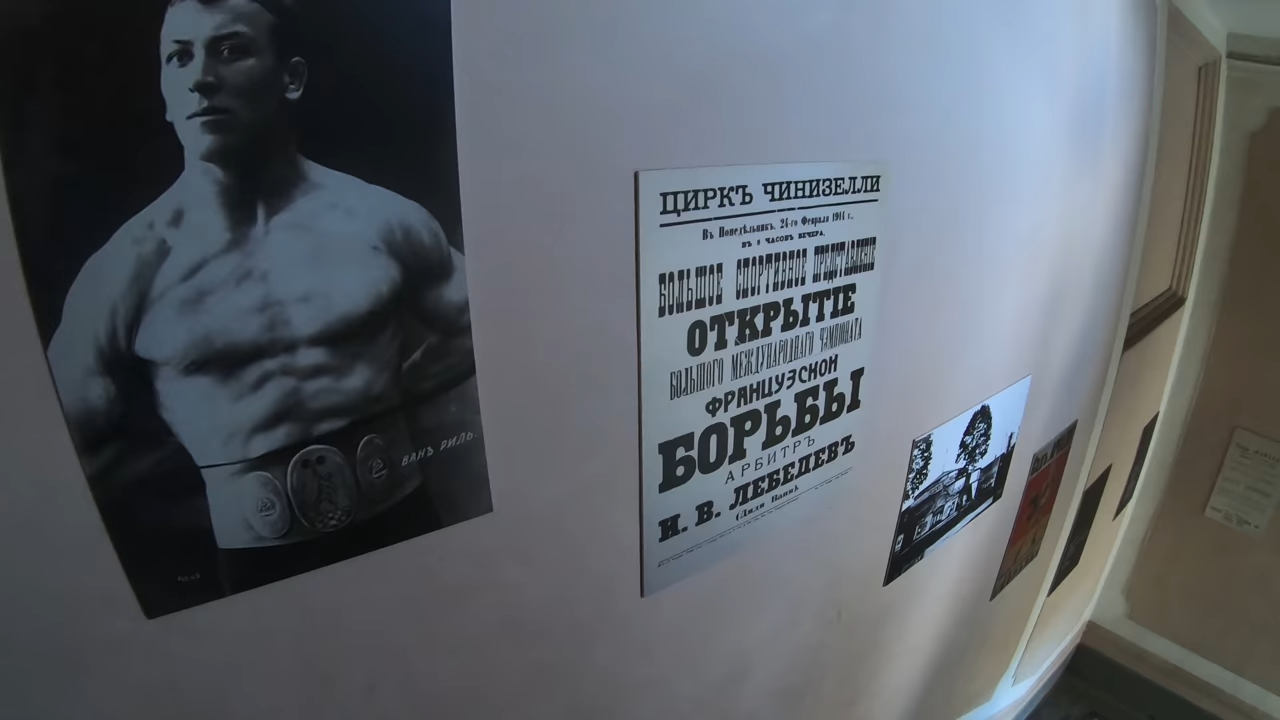 ВАНЪ РИЛЬ.
ЦИРКЪ ЧИНИЗЕЛЛИ
Въ Понедѣльникъ, 24-го Февраля 1914 г.,
ВЪ 8 ЧАСОВЪ ВЕЧЕРА,
БОЛЬШОЕ СПОРТИВНОЕ ПРЕДСТАВЛЕНІЕ
ОТКРЫТІЕ
БОЛЬШОГО МЕЖДУНАРОДНАГО ЧЭМПІОНАТА
ФРАНЦУЗСКОЙ
БОРЬБЫ
АРБИТРЪ
И. В. ЛЕБЕДЕВЪ
(Дядя Ваня).